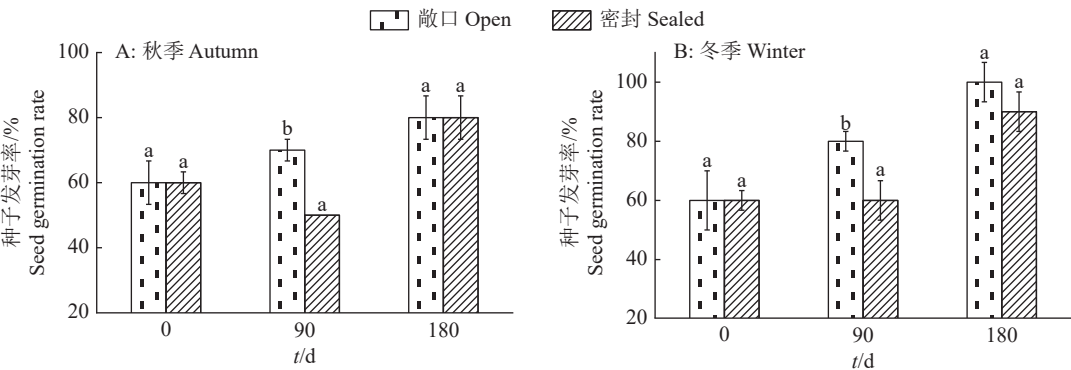 敞口 Open
密封 Sealed
A: 秋季 Autumn
种子发芽率/%
Seed germination rate
100
80
60
40
20
a
a
b
a
a
a
0
90
180
t/d
B: 冬季 Winter
种子发芽率/%
Seed germination rate
100
80
60
40
20
a
a
b
a
a
a
0
90
180
t/d